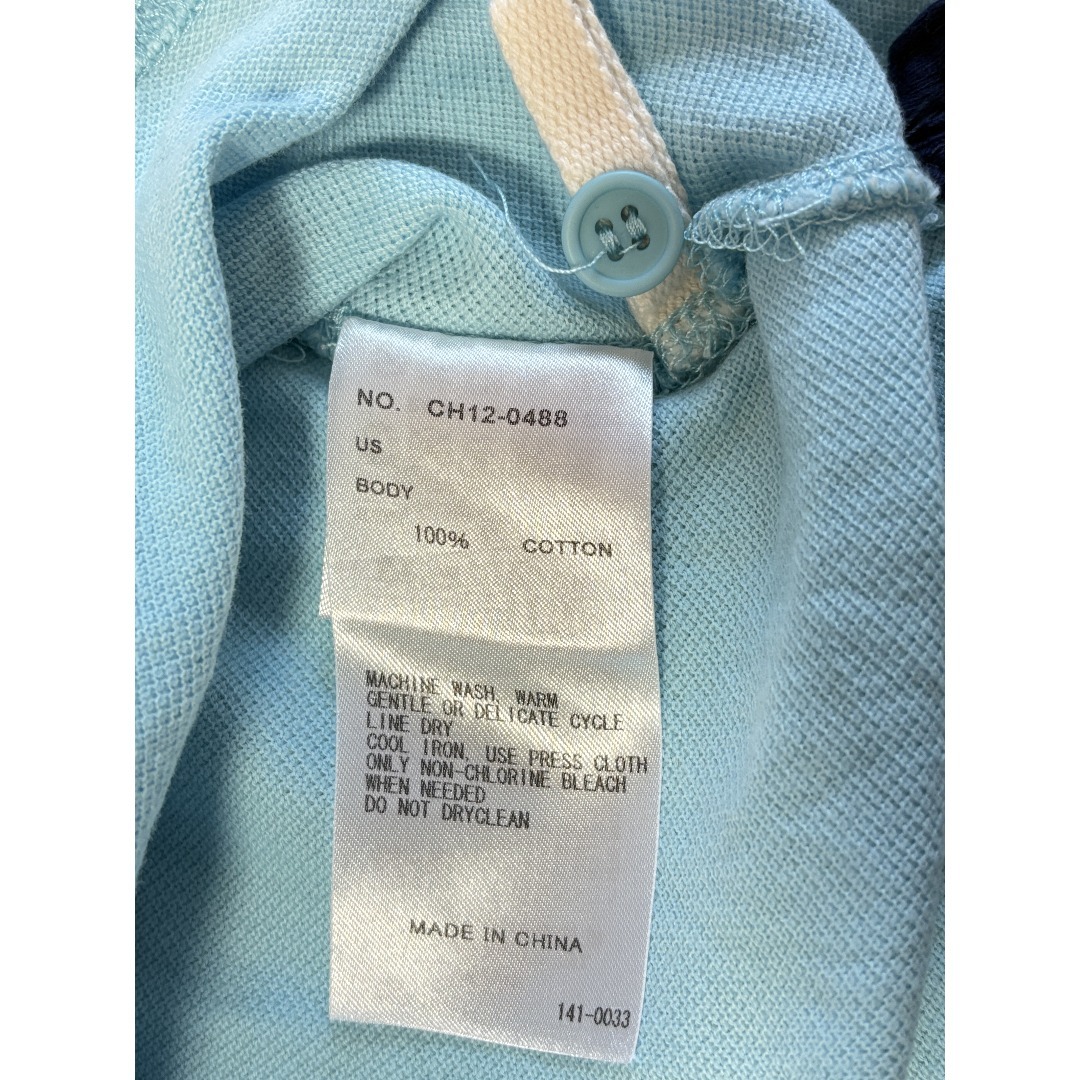 NO. CH12-0488
US
BODY
100% COTTON
MACHINE WASH, WARM
GENTLE OR DELICATE CYCLE
LINE DRY
COOL IRON, USE PRESS CLOTH
ONLY NON-CHLORINE BLEACH
WHEN NEEDED
DO NOT DRYCLEAN
MADE IN CHINA
141-0033